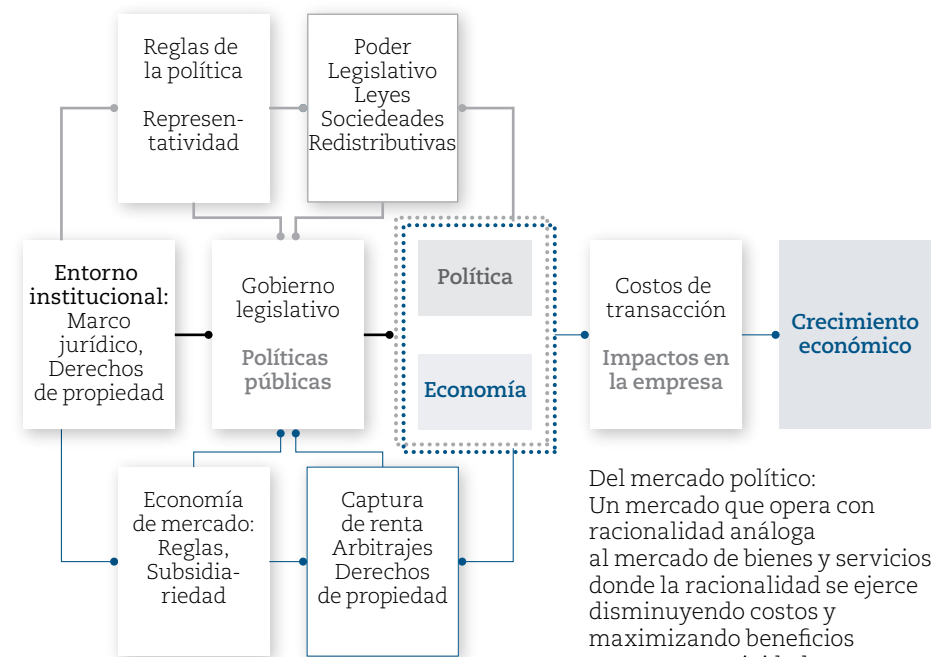 Reglas de
la política
Represen-
tatividad
Poder
Legislativo
Leyes
Sociedeades
Redistributivas
Entorno
institucional:
Marco
jurídico,
Derechos
de propiedad
Gobierno
legislativo
Políticas
públicas
Política
Economía
Costos de
transacción
Impactos en
la empresa
Crecimiento
económico
Economía
de mercado:
Reglas,
Subsidia-
riedad
Captura
de renta
Arbitrajes
Derechos
de propiedad
Del mercado político:
Un mercado que opera con
racionalidad análoga
al mercado de bienes y servicios
donde la racionalidad se ejerce
disminuyendo costos y
maximizando beneficios